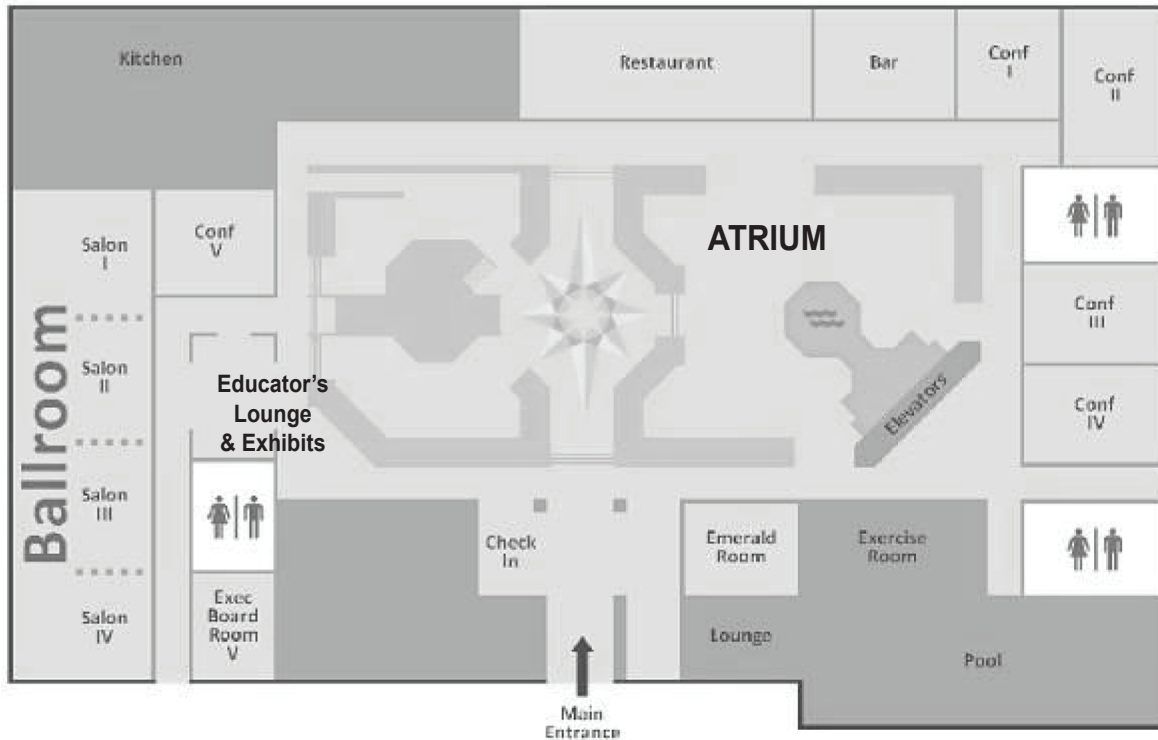 Kitchen
Restaurant
Bar
Conf
I
Conf
II
Salon
I
Conf
V
ATRIUM
Conf
III
Ballroom
Salon
II
Educator's
Lounge
& Exhibits
Elevators
Conf
IV
Salon
III
Check
In
Emerald
Room
Exercise
Room
Salon
IV
Exec
Board
Room
V
Lounge
Pool
Main
Entrance